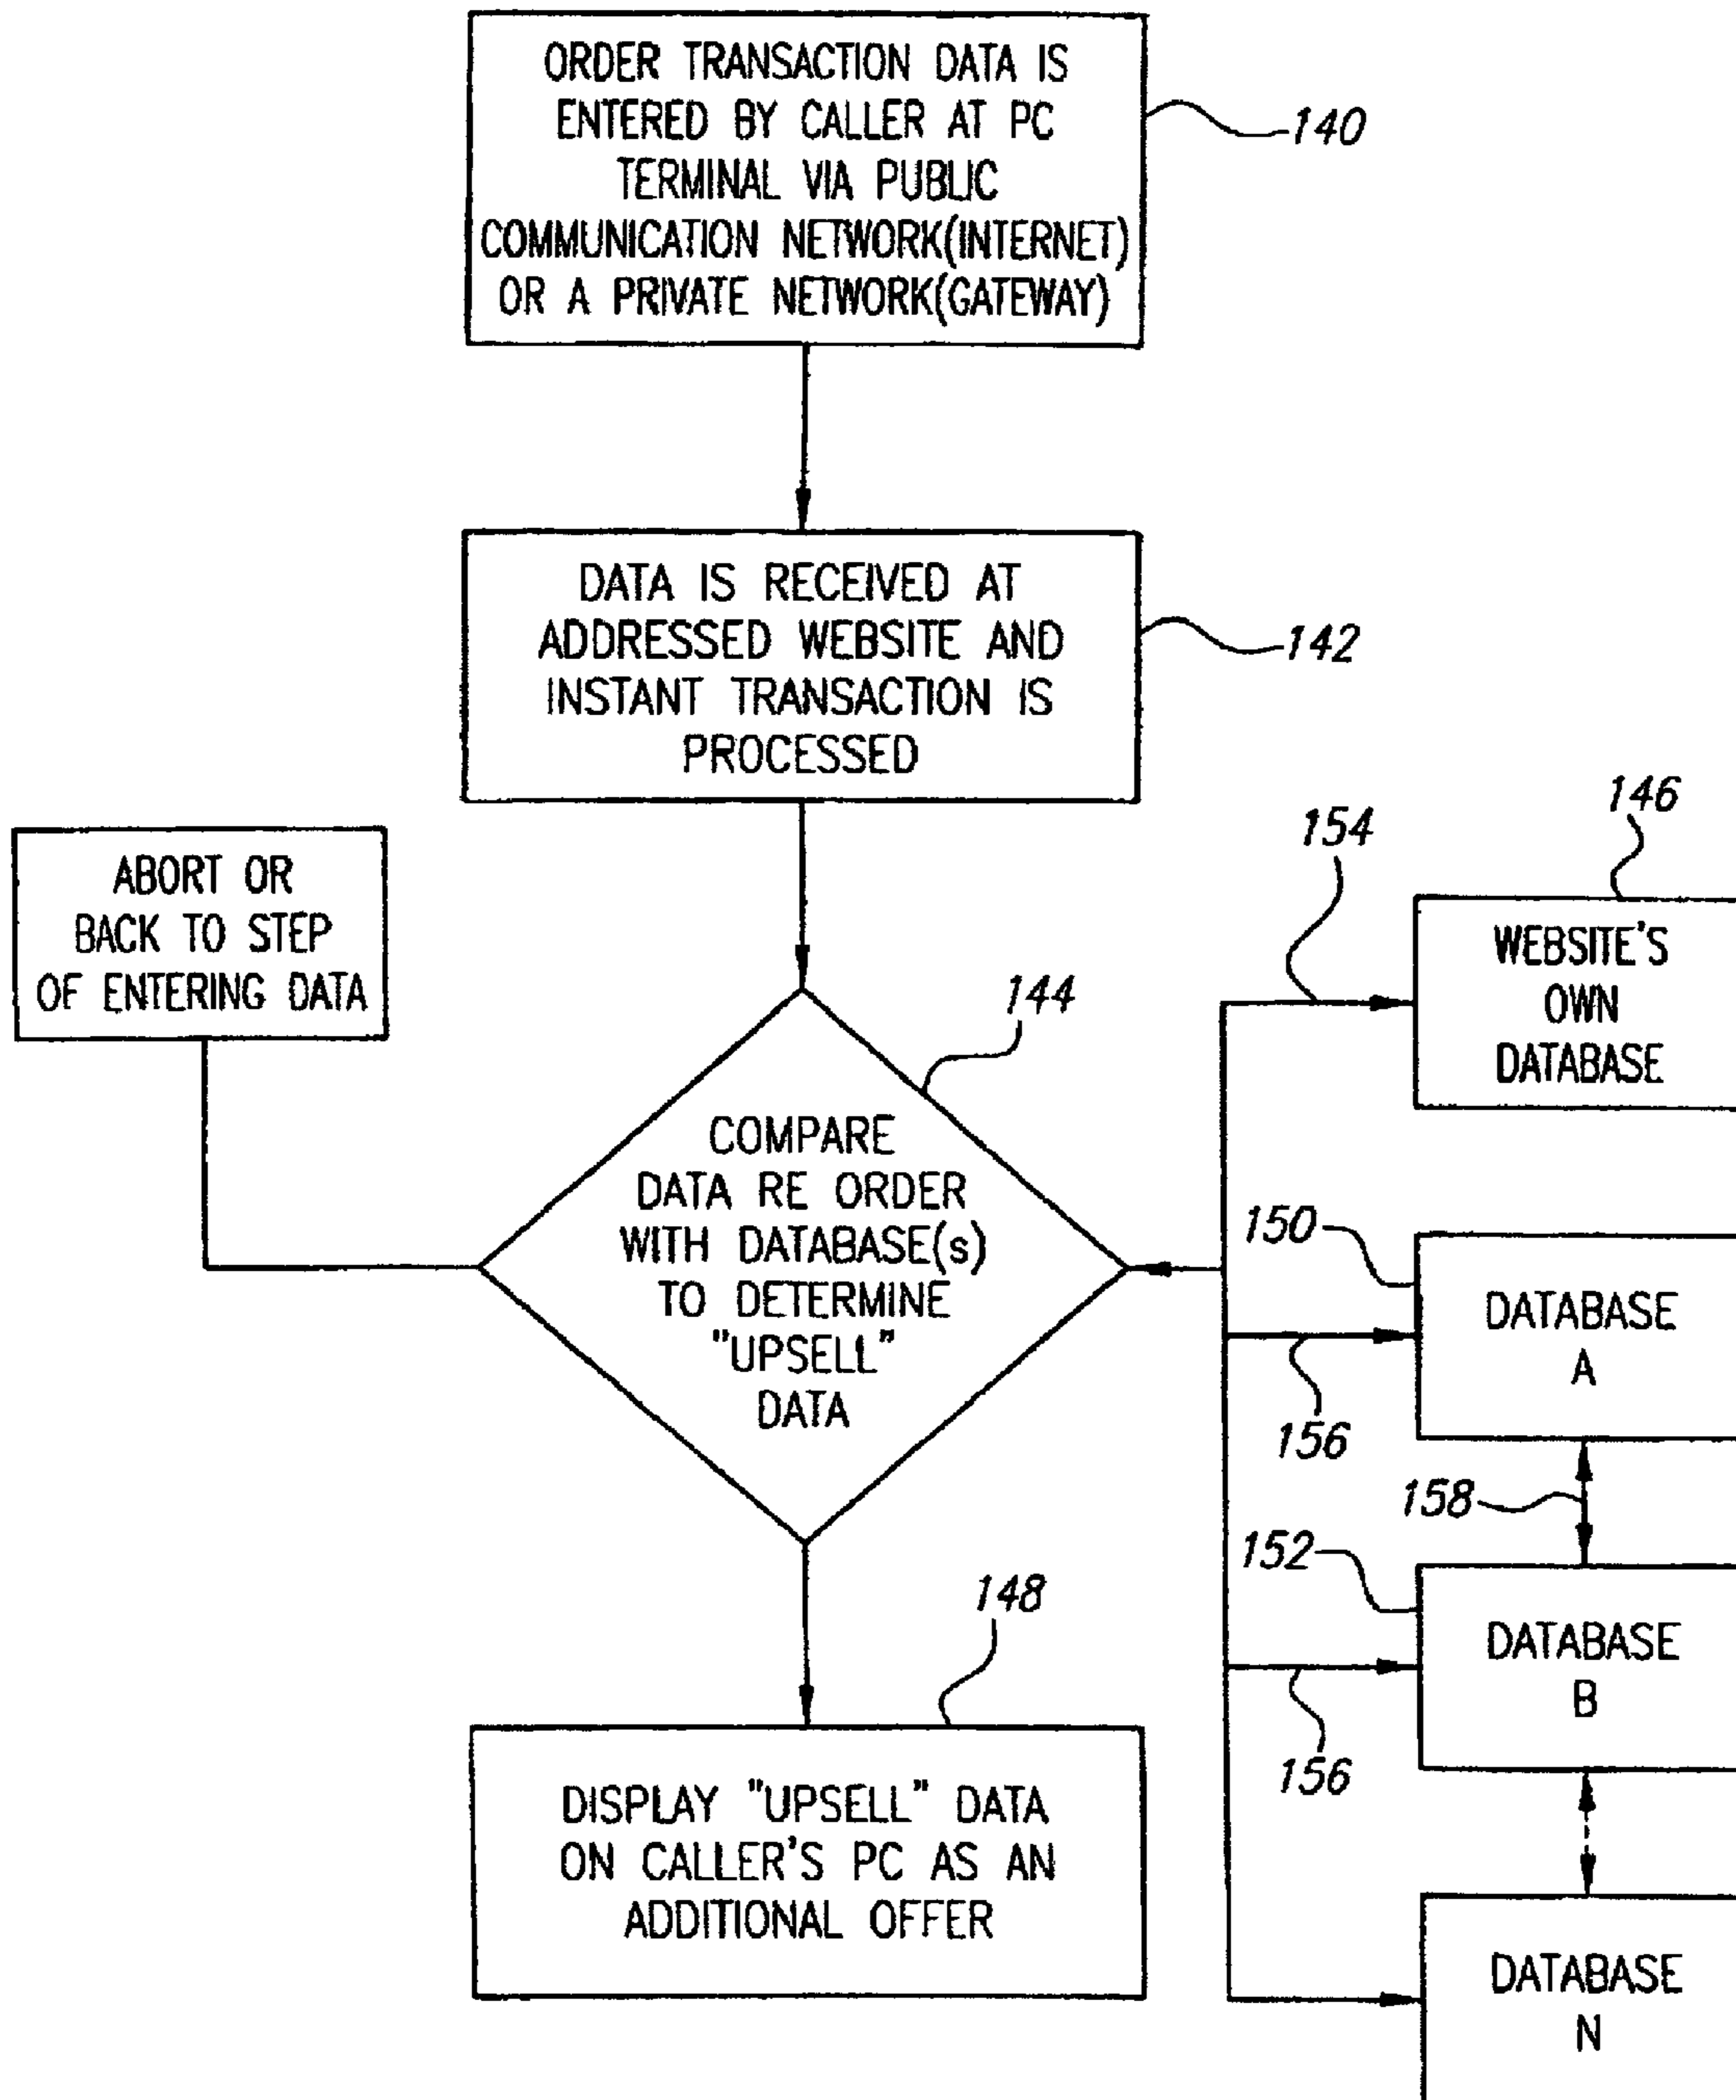 ORDER TRANSACTION DATA IS
ENTERED BY CALLER AT PC
TERMINAL VIA PUBLIC
COMMUNICATION NETWORK(INTERNET)
OR A PRIVATE NETWORK(GATEWAY)
140
DATA IS RECEIVED AT
ADDRESSED WEBSITE AND
INSTANT TRANSACTION IS
PROCESSED
142
ABORT OR
BACK TO STEP
OF ENTERING DATA
144
COMPARE
DATA RE ORDER
WITH DATABASE(s)
TO DETERMINE
"UPSELL"
DATA
154
146
WEBSITE'S
OWN
DATABASE
150
DATABASE
A
156
158
152
DATABASE
B
156
148
DISPLAY "UPSELL" DATA
ON CALLER'S PC AS AN
ADDITIONAL OFFER
DATABASE
N